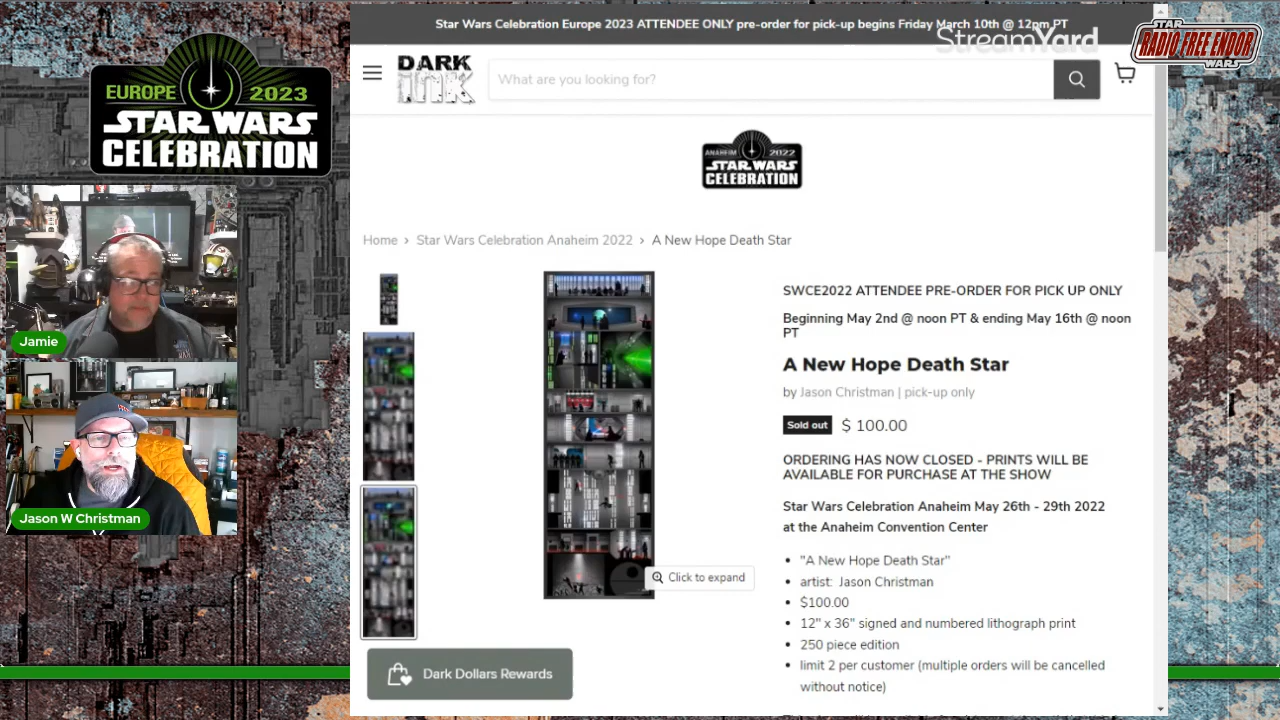 Star Wars Celebration Europe 2023 ATTENDEE ONLY pre-order for pick-up begins Friday March 10th @ 12pm PT
StreamYard
STAR
RADIO FREE ENDOR
WARS
DARK
INK
What are you looking for?
EUROPE 2023
STAR WARS
CELEBRATION
ANAHEIM 2022
STAR WARS
CELEBRATION
Home › Star Wars Celebration Anaheim 2022 › A New Hope Death Star
SWCE2022 ATTENDEE PRE-ORDER FOR PICK UP ONLY
Beginning May 2nd @ noon PT & ending May 16th @ noon
PT
A New Hope Death Star
by Jason Christman | pick-up only
Sold out $ 100.00
ORDERING HAS NOW CLOSED - PRINTS WILL BE
AVAILABLE FOR PURCHASE AT THE SHOW
Star Wars Celebration Anaheim May 26th - 29th 2022
at the Anaheim Convention Center
• "A New Hope Death Star"
• artist: Jason Christman
• $100.00
• 12" x 36" signed and numbered lithograph print
• 250 piece edition
• limit 2 per customer (multiple orders will be cancelled
without notice)
Click to expand
Dark Dollars Rewards
Jamie
Jason W Christman